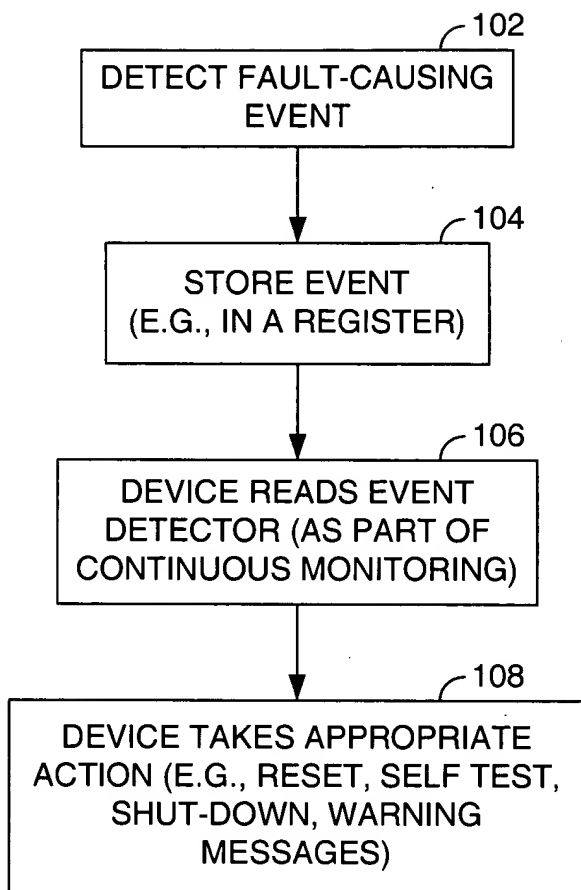 102
DETECT FAULT-CAUSING
EVENT
104
STORE EVENT
(E.G., IN A REGISTER)
106
DEVICE READS EVENT
DETECTOR (AS PART OF
CONTINUOUS MONITORING)
108
DEVICE TAKES APPROPRIATE
ACTION (E.G., RESET, SELF TEST,
SHUT-DOWN, WARNING
MESSAGES)